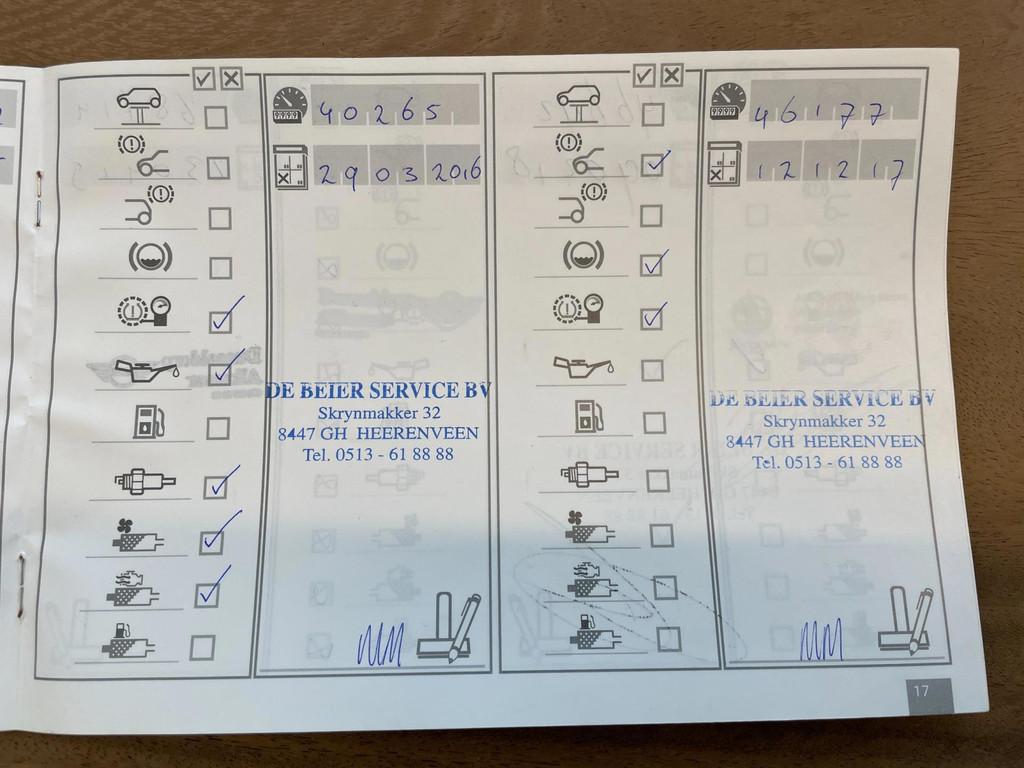 40265
29 03 2016
DE BEIER SERVICE BV
Skrynmakker 32
8447 GH HEERENVEEN
Tel. 0513 - 61 88 88
46177
12 12 17
DE BEIER SERVICE BV
Skrynmakker 32
8447 GH HEERENVEEN
Tel. 0513 - 61 88 88
17